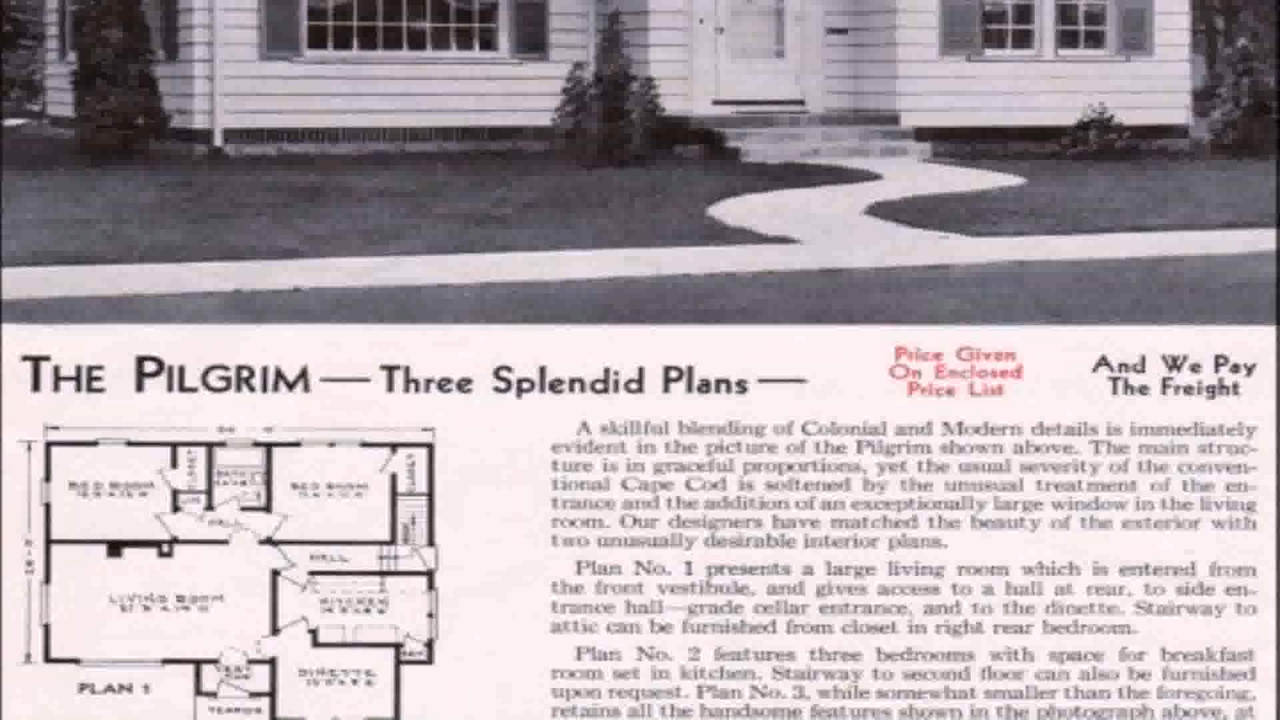 THE PILGRIM — Three Splendid Plans —
Price Given
On Enclosed
Price List
And We Pay
The Freight
A skillful blending of Colonial and Modern details is immediately
evident in the picture of the Pilgrim shown above. The main struc-
ture is in graceful proportions, yet the usual severity of the conven-
tional Cape Cod is softened by the unusual treatment of the en-
trance and the addition of an exceptionally large window in the living
room. Our designers have matched the beauty of the exterior with
two unusually desirable interior plans.
Plan No. 1 presents a large living room which is entered from
the front vestibule, and gives access to a hall at rear, to side en-
trance hall—grade cellar entrance, and to the dinette. Stairway to
attic can be furnished from closet in right rear bedroom.
Plan No. 2 features three bedrooms with space for breakfast
room set in kitchen. Stairway to second floor can also be furnished
upon request. Plan No. 3, while somewhat smaller than the foregoing,
retains all the handsome features shown in the photograph above, at
BED ROOM
CLOSET
BATH
BED ROOM
CLOSET
HALL
LIVING ROOM
KITCHEN
DINETTE
PLAN 1